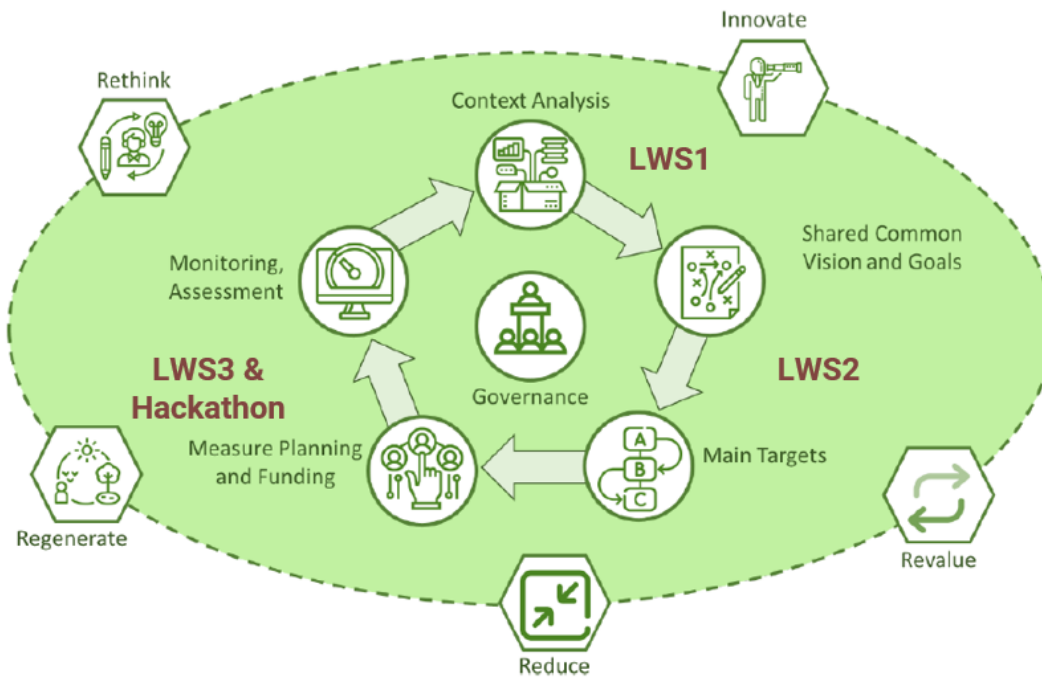 Innovate
Rethink
Context Analysis
LWS1
Shared Common
Vision and Goals
Monitoring,
Assessment
LWS3 &
Hackathon
LWS2
Governance
Measure Planning
and Funding
A
B
C
Main Targets
Regenerate
Revalue
Reduce